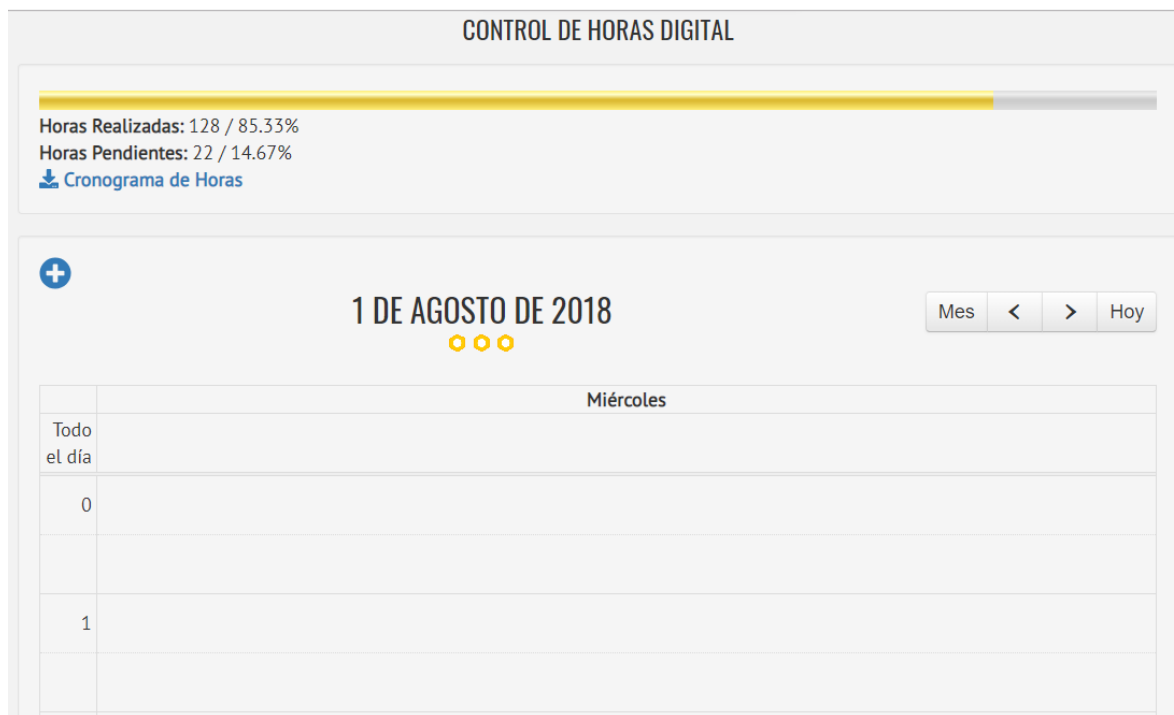 CONTROL DE HORAS DIGITAL
Horas Realizadas: 128 / 85.33%
Horas Pendientes: 22 / 14.67%
Cronograma de Horas
1 DE AGOSTO DE 2018
Mes < > Hoy
Miércoles
Todo
el día
0
1